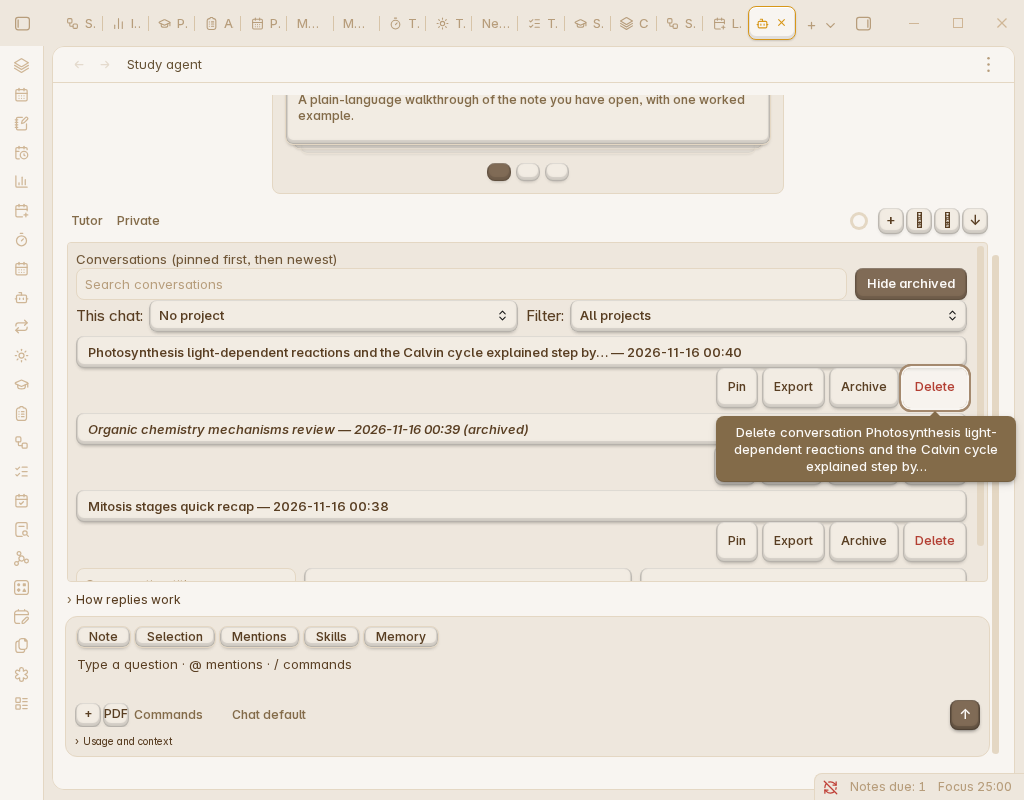 S. I.. P. A P. M... M... T. T. Ne... T. S. C S. L.
Study agent
A plain-language walkthrough of the note you have open, with one worked
example.
Tutor Private
+
Conversations (pinned first, then newest)
Search conversations
Hide archived
This chat: No project Filter: All projects
Photosynthesis light-dependent reactions and the Calvin cycle explained step by… — 2026-11-16 00:40
Pin Export Archive Delete
Organic chemistry mechanisms review — 2026-11-16 00:39 (archived)
Delete conversation Photosynthesis light-
dependent reactions and the Calvin cycle
explained step by…
Mitosis stages quick recap — 2026-11-16 00:38
Pin Export Archive Delete
› How replies work
Note Selection Mentions Skills Memory
Type a question · @ mentions · / commands
+ PDF Commands Chat default
› Usage and context
Notes due: 1 Focus 25:00